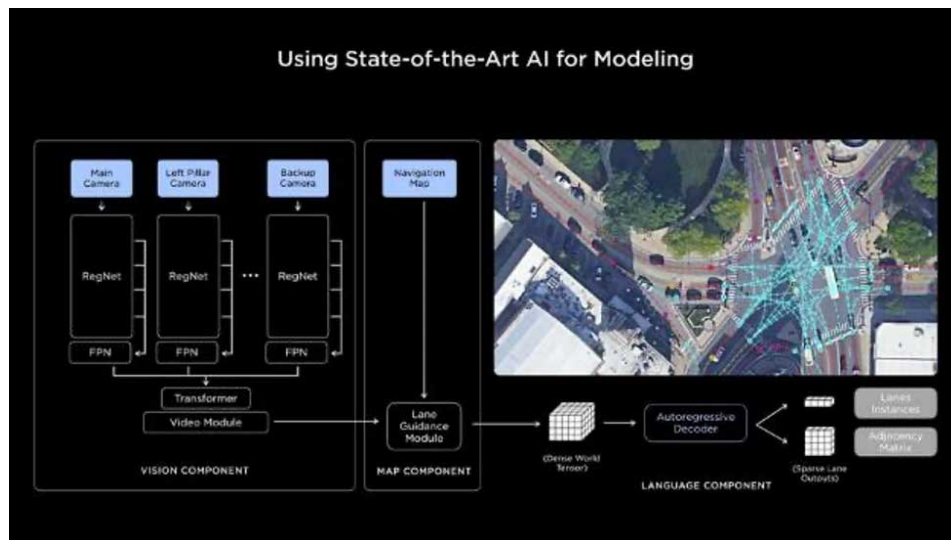 Using State-of-the-Art AI for Modeling
Main
Camera
Left Pillar
Camera
Backup
Camera
Navigation
Map
RegNet
RegNet
...
RegNet
FPN
FPN
FPN
Transformer
Video Module
VISION COMPONENT
Lane
Guidance
Module
MAP COMPONENT
(Dense World
Tensor)
Autoregressive
Decoder
LANGUAGE COMPONENT
(Sparse Lane
Outputs)
Lanes
Instances
Adjacency
Matrix